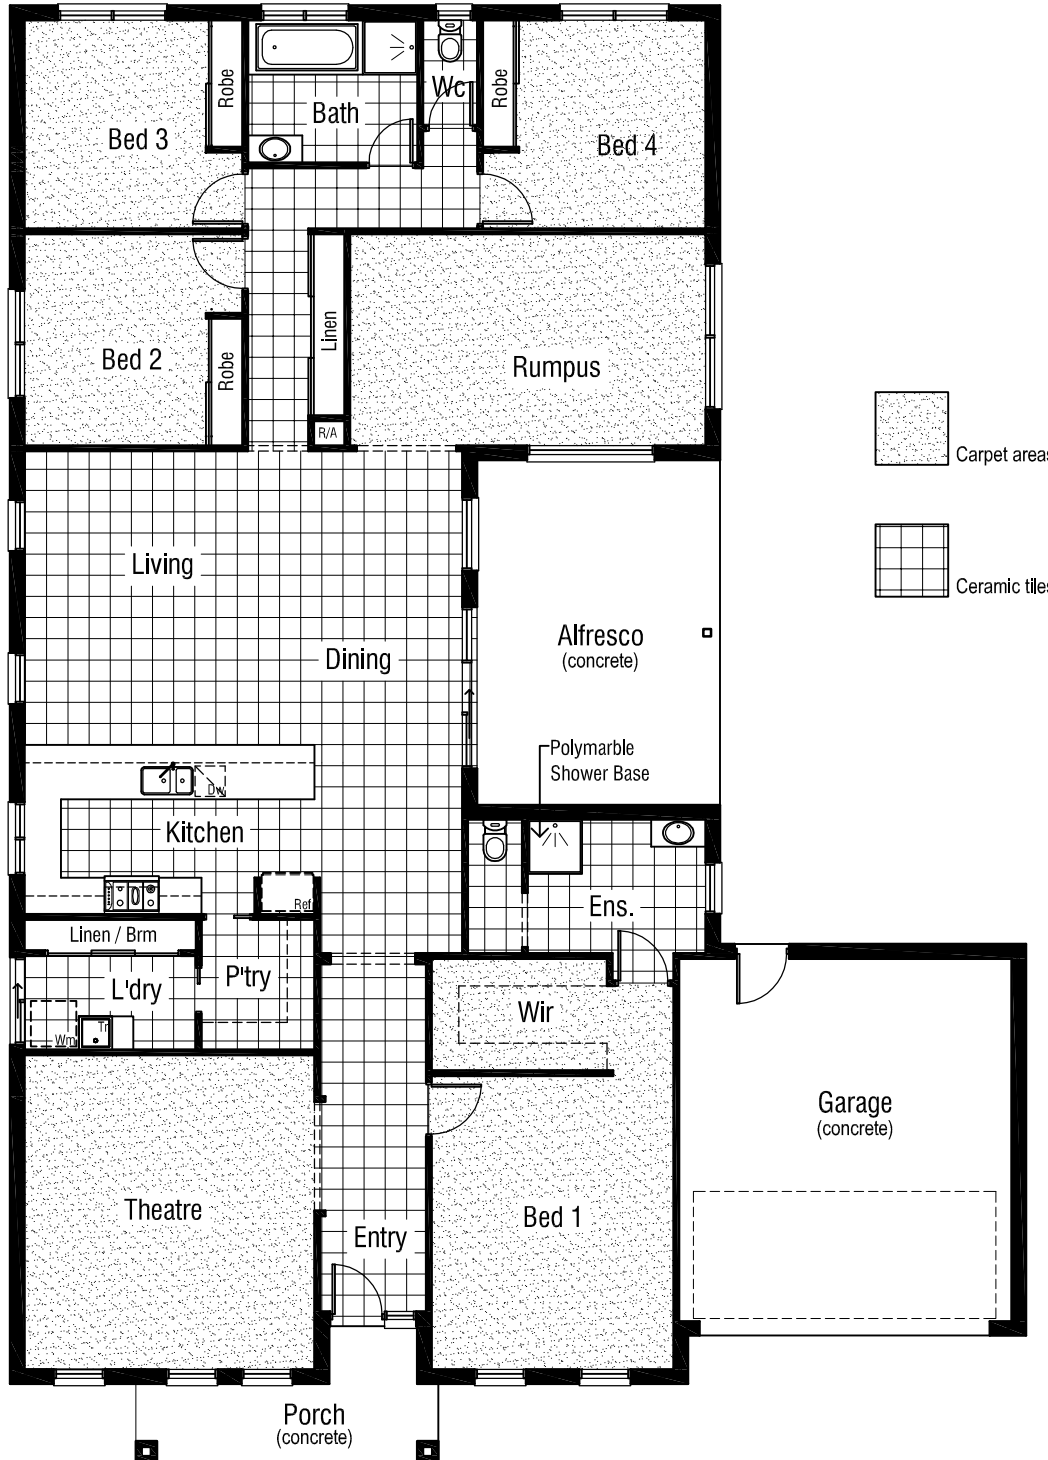 Bed 3
Robe
Bath
Wc
Robe
Bed 4
Bed 2
Robe
Linen
R/A
Rumpus
Carpet areas
Ceramic tiles
Living
Dining
Alfresco
(concrete)
Polymarble
Shower Base
Dw
Kitchen
Ref
Ens.
Linen / Brm
L'dry
P'try
Wm
Tr
Wir
Garage
(concrete)
Theatre
Entry
Bed 1
Porch
(concrete)